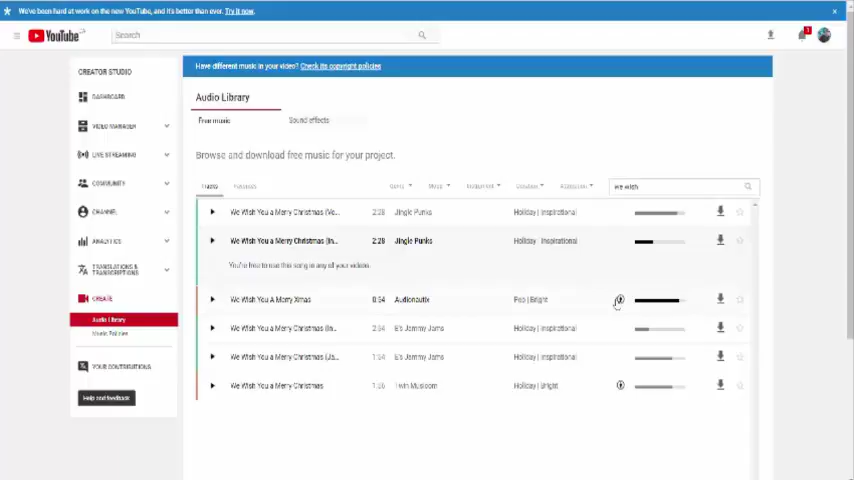 We've been hard at work on the new YouTube, and it's better than ever. Try it now.
YouTube
Search
CREATOR STUDIO
Have different music in your video? Check its copyright policies
DASHBOARD
Audio Library
VIDEO MANAGER
Free music Sound effects
LIVE STREAMING
Browse and download free music for your project.
COMMUNITY
Tracks Favorites Genre Mood Instrument Duration Attribution we wish
CHANNEL
We Wish You a Merry Christmas (Vo... 2:28 Jingle Punks Holiday | Inspirational
ANALYTICS
We Wish You a Merry Christmas (In... 2:28 Jingle Punks Holiday | Inspirational
TRANSLATIONS & TRANSCRIPTIONS
You're free to use this song in any of your videos.
CREATE
We Wish You A Merry Xmas 0:54 Audionautix Pop | Bright
Audio Library
Music Policies
We Wish You a Merry Christmas (In... E's Jammy Jams Holiday | Inspirational
We Wish You a Merry Christmas (Ja... 1:54 E's Jammy Jams Holiday | Inspirational
YOUR CONTRIBUTIONS
We Wish You a Merry Christmas Twin Musicom Holiday | Bright
Help and feedback